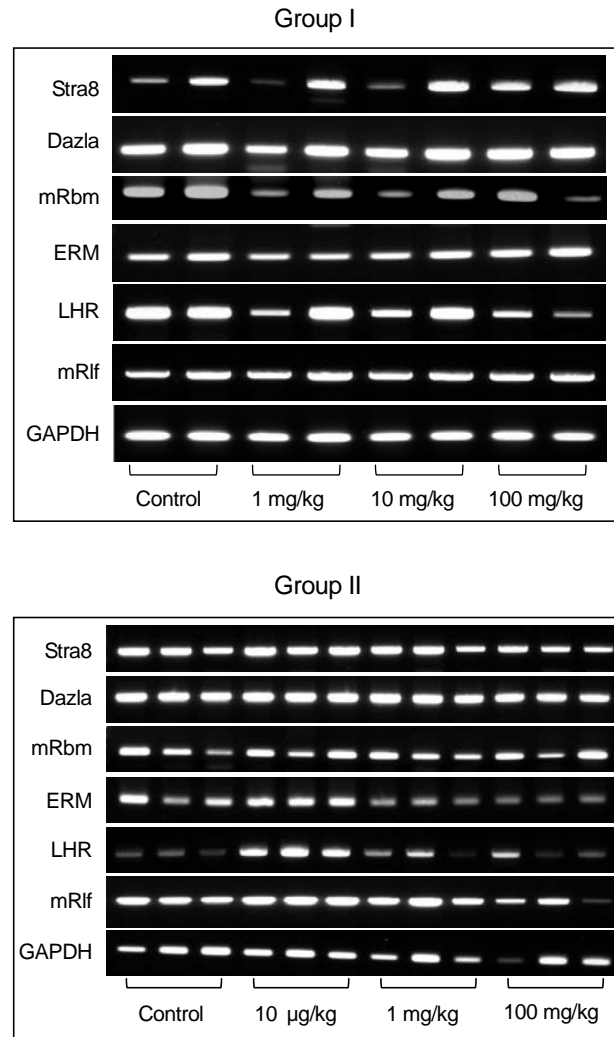 Group I
Stra8
Dazla
mRbm
ERM
LHR
mRlf
GAPDH
Control 1 mg/kg 10 mg/kg 100 mg/kg
Group II
Stra8
Dazla
mRbm
ERM
LHR
mRlf
GAPDH
Control 10 µg/kg 1 mg/kg 100 mg/kg